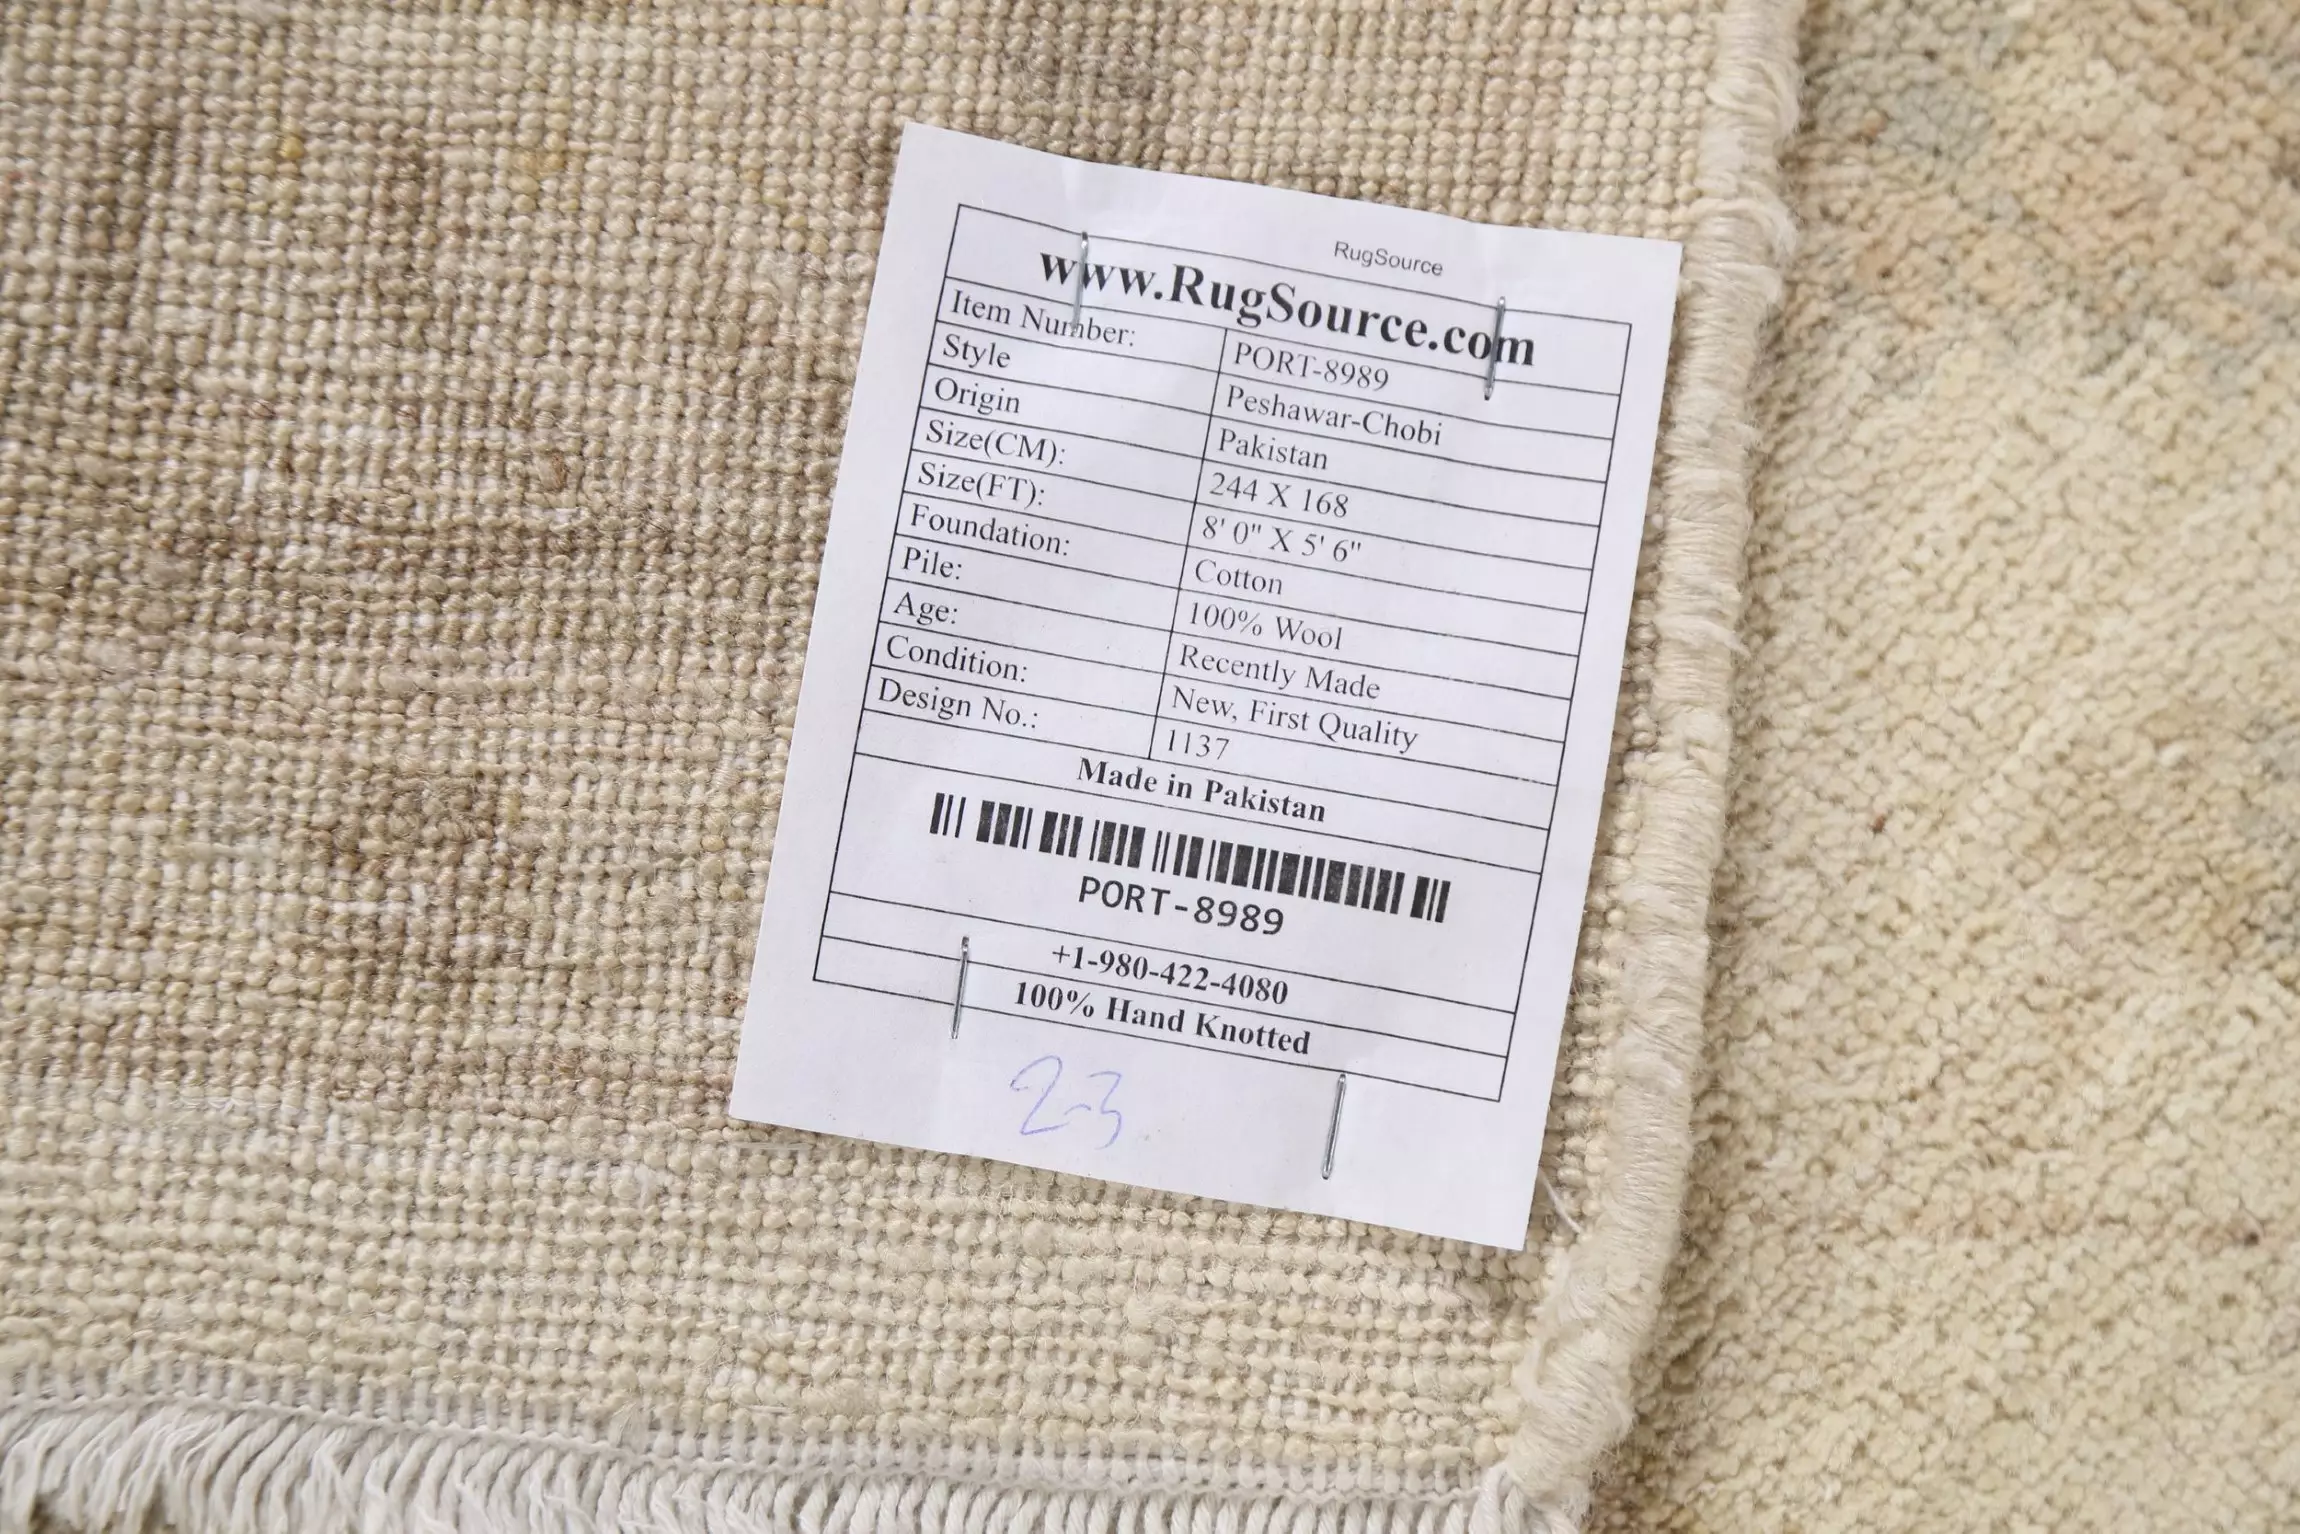 RugSource
www.RugSource.com
Item Number: PORT-8989
Style Peshawar-Chobi
Origin Pakistan
Size(CM): 244 X 168
Size(FT): 8' 0" X 5' 6"
Foundation: Cotton
Pile: 100% Wool
Age: Recently Made
Condition: New, First Quality
Design No.: 1137
Made in Pakistan
PORT-8989
+1-980-422-4080
100% Hand Knotted
2-3